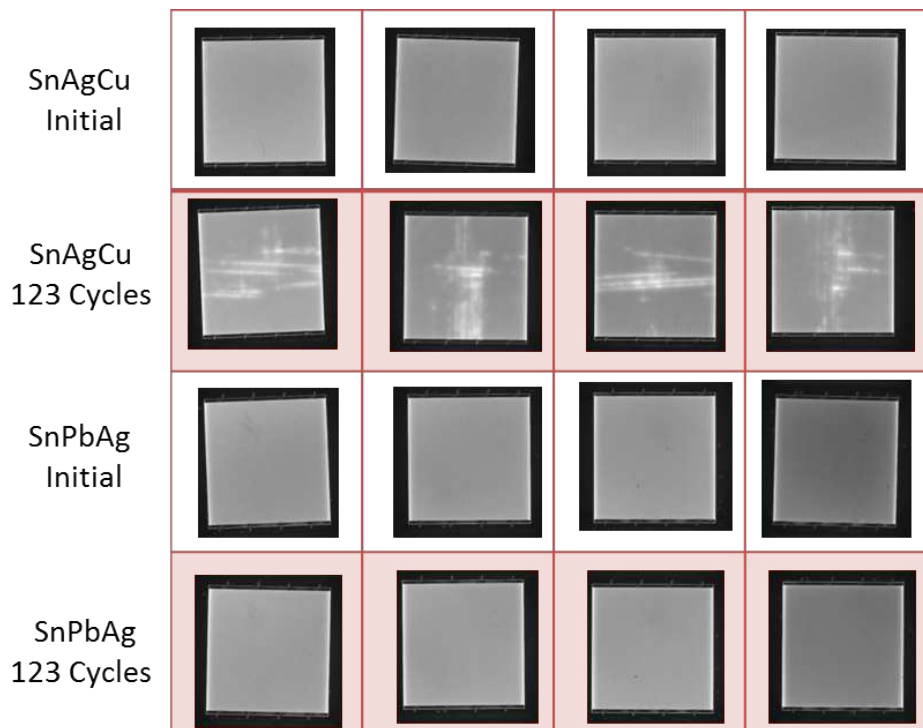 SnAgCu
Initial
SnAgCu
123 Cycles
SnPbAg
Initial
SnPbAg
123 Cycles